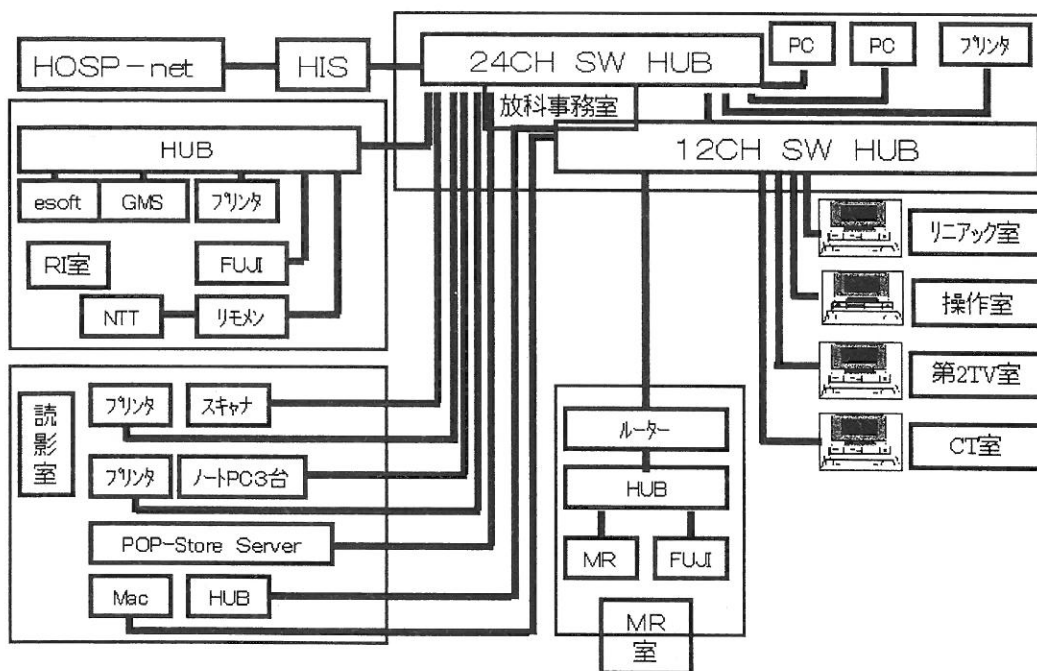 HOSP-net
HIS
24CH SW HUB
PC
PC
プリンタ
放科事務室
12CH SW HUB
HUB
esoft
GMS
プリンタ
RI室
FUJI
NTT
リモメン
リニアック室
操作室
第2TV室
CT室
読影室
プリンタ
スキャナ
プリンタ
ノートPC3台
POP-Store Server
Mac
HUB
ルーター
HUB
MR
FUJI
MR
室